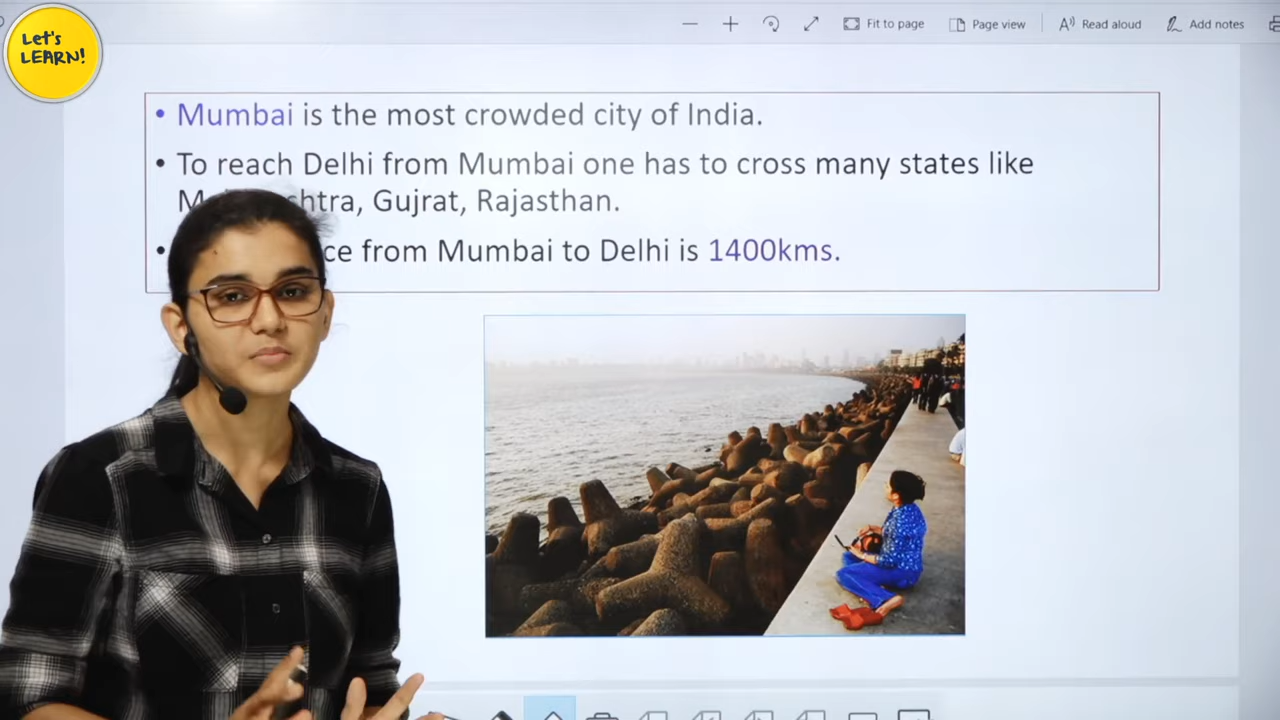 Let's
LEARN!
Fit to page
Page view
Read aloud
Add notes
• Mumbai is the most crowded city of India.
• To reach Delhi from Mumbai one has to cross many states like
htra, Gujrat, Rajasthan.
• ce from Mumbai to Delhi is 1400kms.